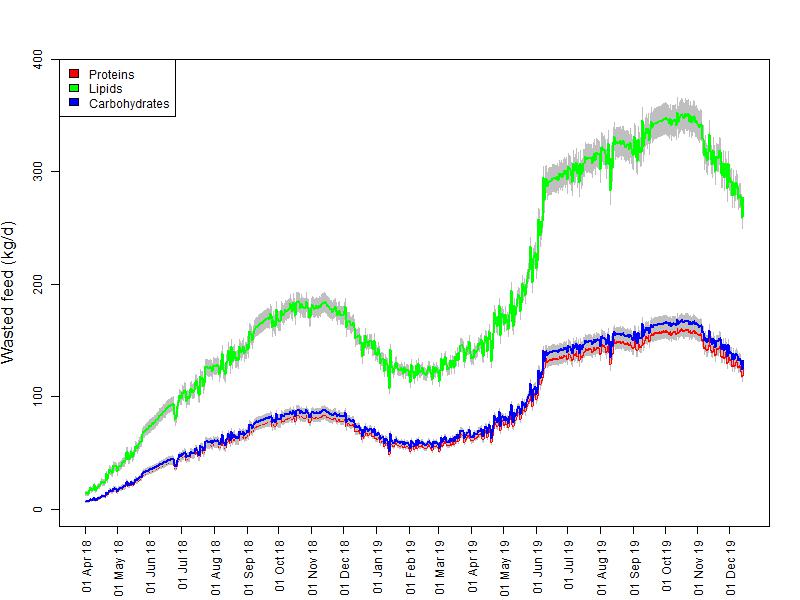 400
Proteins
Lipids
Carbohydrates
300
200
100
0
Wasted feed (kg/d)
01 Apr 18
01 May 18
01 Jun 18
01 Jul 18
01 Aug 18
01 Sep 18
01 Oct 18
01 Nov 18
01 Dec 18
01 Jan 19
01 Feb 19
01 Mar 19
01 Apr 19
01 May 19
01 Jun 19
01 Jul 19
01 Aug 19
01 Sep 19
01 Oct 19
01 Nov 19
01 Dec 19